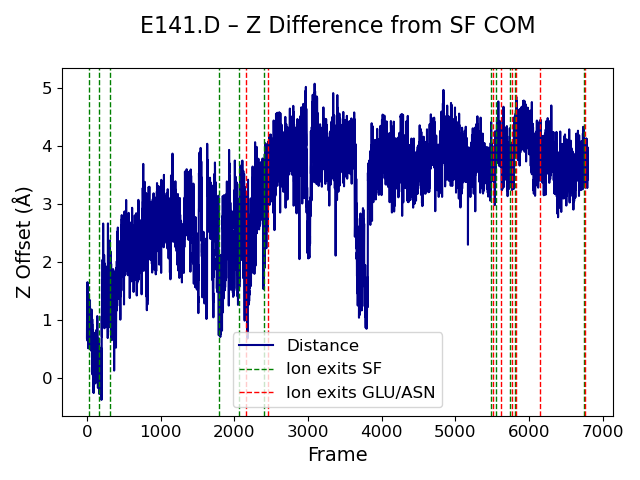 E141.D – Z Difference from SF COM
Z Offset (Å)
5
4
3
2
1
0
Distance
Ion exits SF
Ion exits GLU/ASN
0 1000 2000 3000 4000 5000 6000 7000
Frame